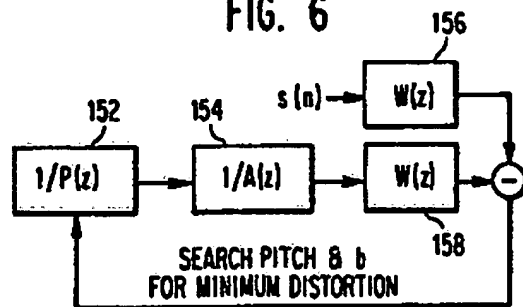 FIG. 6
156
s(n)
W(z)
152
154
1/P(z)
1/A(z)
W(z)
−
158
SEARCH PITCH & b
FOR MINIMUM DISTORTION